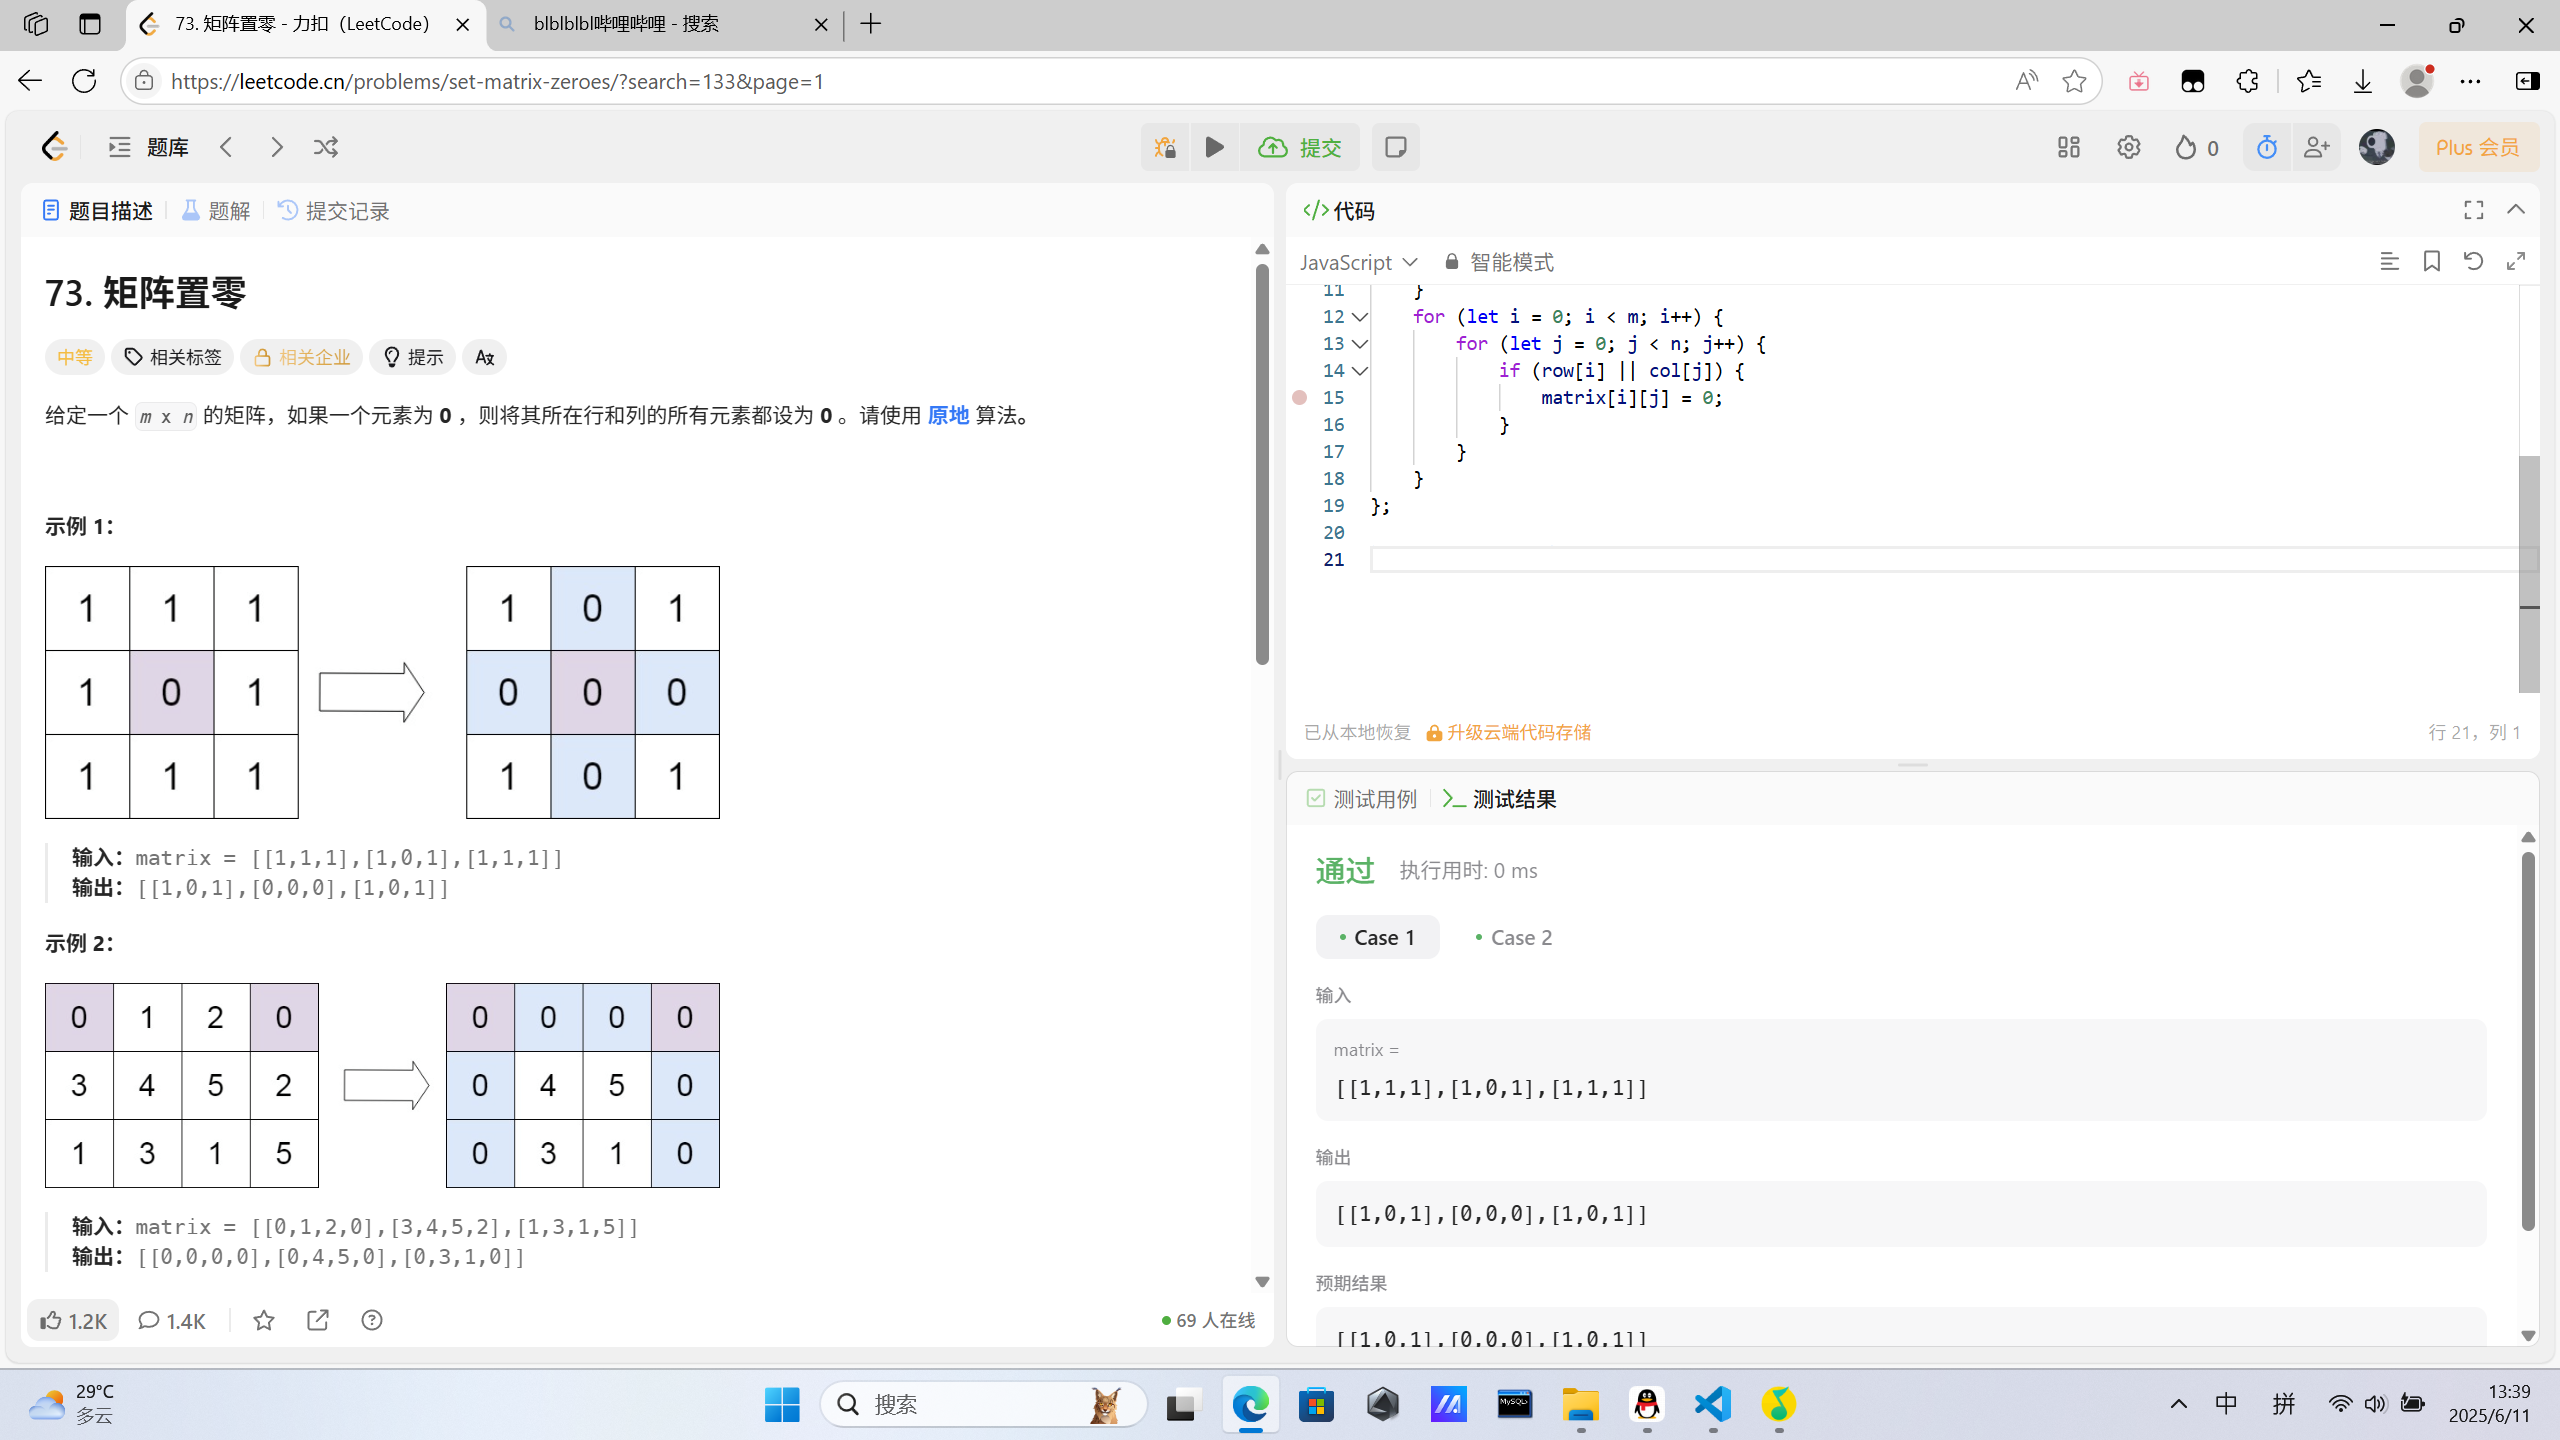 73. 矩阵置零 - 力扣（LeetCode）
blblblbl哔哩哔哩 - 搜索
https://leetcode.cn/problems/set-matrix-zeroes/?search=133&page=1
题库
提交
0
Plus 会员
题目描述
题解
提交记录
73. 矩阵置零
中等
相关标签
相关企业
提示
给定一个 m x n 的矩阵，如果一个元素为 0 ，则将其所在行和列的所有元素都设为 0 。请使用 原地 算法。
示例 1：
1 1 1 1 0 1
1 0 1 0 0 0
1 1 1 1 0 1
输入：matrix = [[1,1,1],[1,0,1],[1,1,1]]
输出：[[1,0,1],[0,0,0],[1,0,1]]
示例 2：
0 1 2 0 0 0 0 0
3 4 5 2 0 4 5 0
1 3 1 5 0 3 1 0
输入：matrix = [[0,1,2,0],[3,4,5,2],[1,3,1,5]]
输出：[[0,0,0,0],[0,4,5,0],[0,3,1,0]]
1.2K
1.4K
69 人在线
代码
JavaScript
智能模式
11 }
12 for (let i = 0; i < m; i++) {
13 for (let j = 0; j < n; j++) {
14 if (row[i] || col[j]) {
15 matrix[i][j] = 0;
16 }
17 }
18 }
19 };
20
21
已从本地恢复
升级云端代码存储
行 21，列 1
测试用例
测试结果
通过
执行用时: 0 ms
Case 1
Case 2
输入
matrix =
[[1,1,1],[1,0,1],[1,1,1]]
输出
[[1,0,1],[0,0,0],[1,0,1]]
预期结果
[[1,0,1],[0,0,0],[1,0,1]]
29°C
多云
搜索
MySQL
中
拼
13:39
2025/6/11